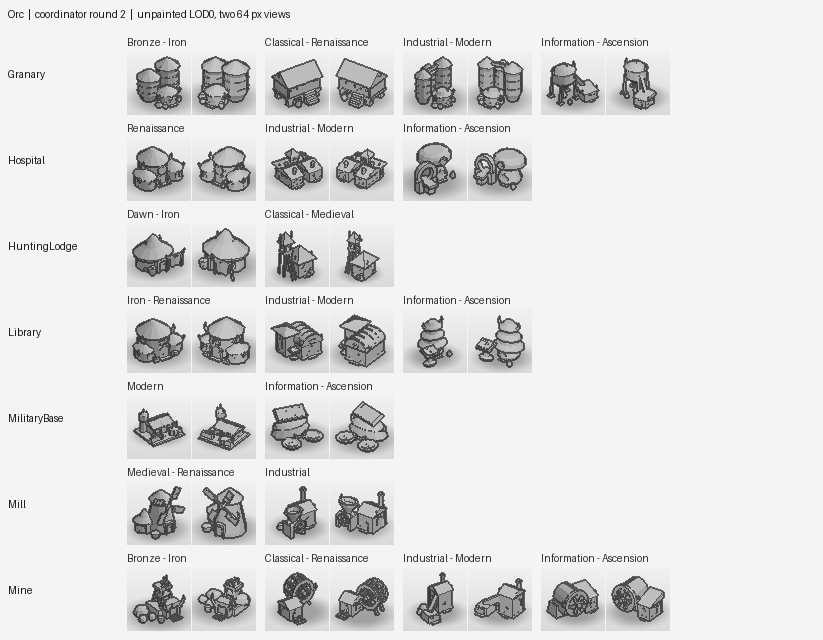 Orc | coordinator round 2 | unpainted LOD0, two 64 px views
Bronze - Iron Classical - Renaissance Industrial - Modern Information - Ascension
Granary
Renaissance Industrial - Modern Information - Ascension
Hospital
Dawn - Iron Classical - Medieval
HuntingLodge
Iron - Renaissance Industrial - Modern Information - Ascension
Library
Modern Information - Ascension
MilitaryBase
Medieval - Renaissance Industrial
Mill
Bronze - Iron Classical - Renaissance Industrial - Modern Information - Ascension
Mine